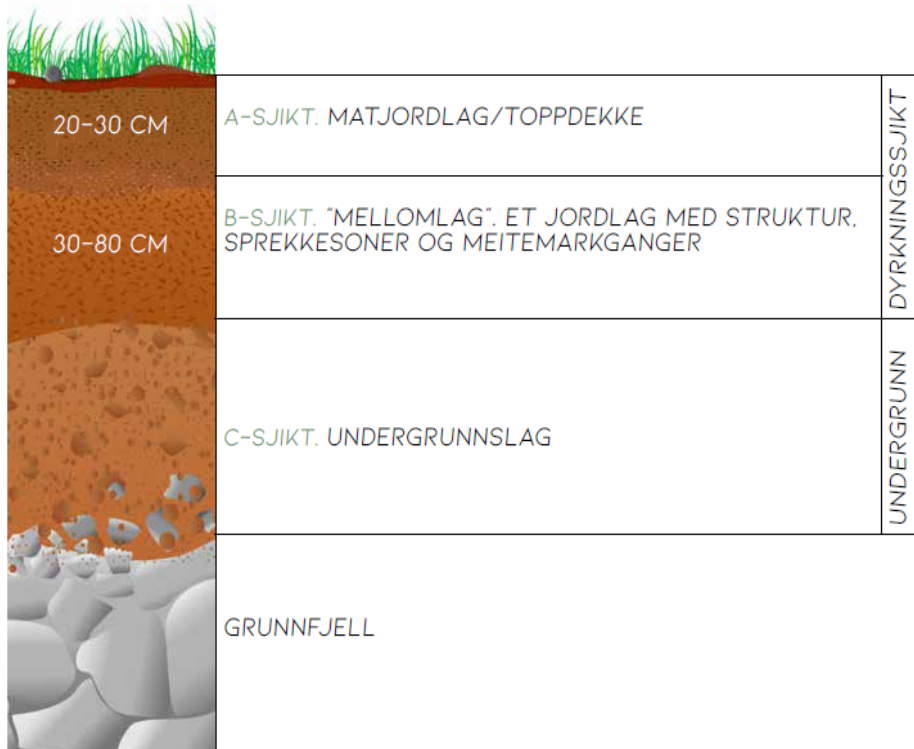 20-30 CM
A-SJIKT. MATJORDLAG/TOPPDEKKE
30-80 CM
B-SJIKT. "MELLOMLAG". ET JORDLAG MED STRUKTUR,
SPREKKESONER OG MEITEMARKGANGER
DYRKNINGSSJIKT
C-SJIKT. UNDERGRUNNSLAG
UNDERGRUNN
GRUNNFJELL